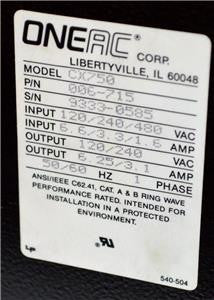 ONEAC CORP.
LIBERTYVILLE, IL 60048
MODEL CX750
P/N 006-715
S/N 9333-0585
INPUT 120/240/480 VAC
INPUT 6.6/3.3/1.6 AMP
OUTPUT 120/240 VAC
OUTPUT 6.25/3.1 AMP
50/60 HZ 1 PHASE
ANSI/IEEE C62.41, CAT. A & B RING WAVE
PERFORMANCE RATED. INTENDED FOR
INSTALLATION IN A PROTECTED
ENVIRONMENT.
LP
540-504